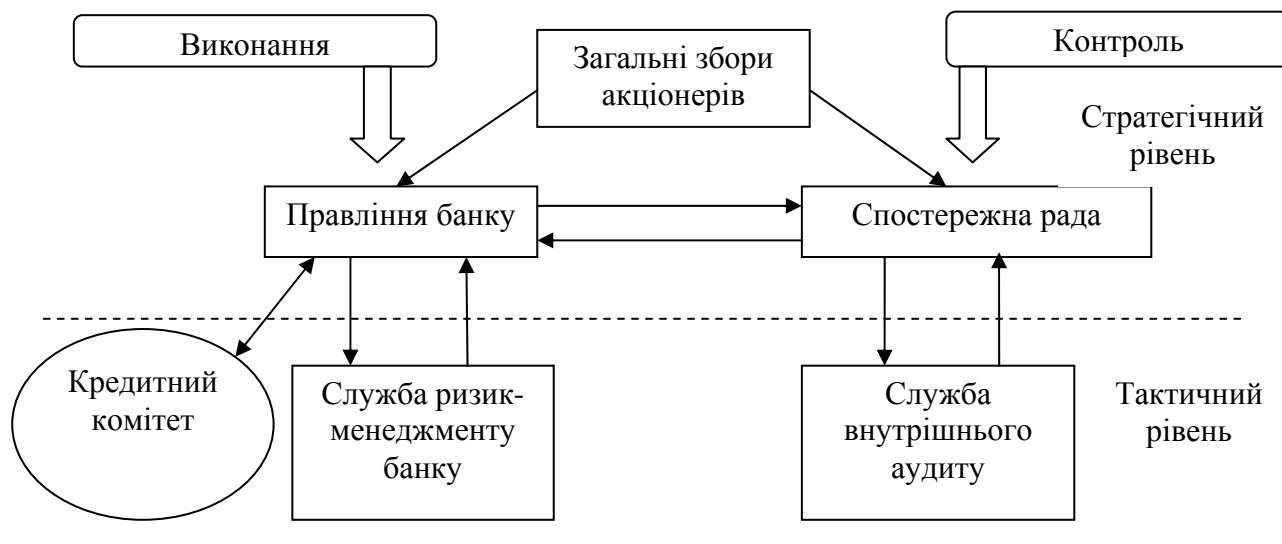 Виконання
Загальні збори
акціонерів
Контроль
Стратегічний
рівень
Правління банку
Спостережна рада
Кредитний
комітет
Служба ризик-
менеджменту
банку
Служба
внутрішнього
аудиту
Тактичний
рівень